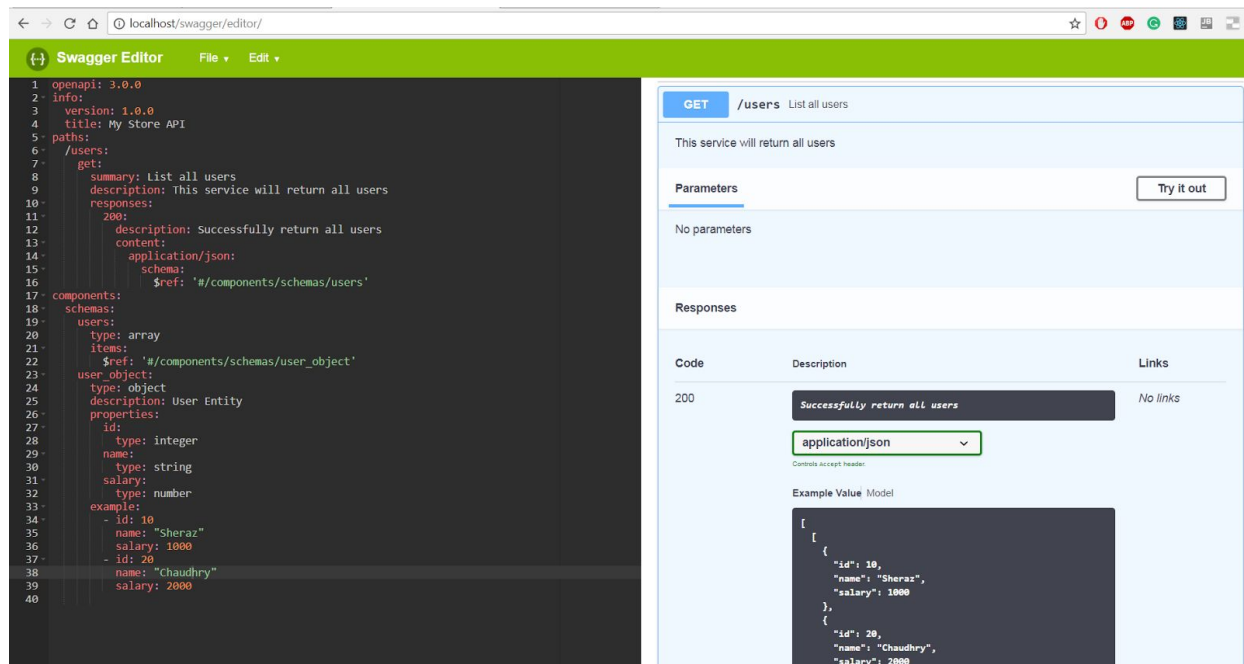 localhost/swagger/editor/
ABP
JB
{...} Swagger Editor File Edit
1 openapi: 3.0.0
2 info:
3 version: 1.0.0
4 title: My Store API
5 paths:
6 /users:
7 get:
8 summary: List all users
9 description: This service will return all users
10 responses:
11 200:
12 description: Successfully return all users
13 content:
14 application/json:
15 schema:
16 $ref: '#/components/schemas/users'
17 components:
18 schemas:
19 users:
20 type: array
21 items:
22 $ref: '#/components/schemas/user_object'
23 user_object:
24 type: object
25 description: User Entity
26 properties:
27 id:
28 type: integer
29 name:
30 type: string
31 salary:
32 type: number
33 example:
34 - id: 10
35 name: "Sheraz"
36 salary: 1000
37 - id: 20
38 name: "Chaudhry"
39 salary: 2000
40
GET /users List all users
This service will return all users
Parameters Try it out
No parameters
Responses
Code Description Links
200 Successfully return all users No links
application/json
Controls Accept header.
Example Value Model
[
[
{
"id": 10,
"name": "Sheraz",
"salary": 1000
},
{
"id": 20,
"name": "Chaudhry",
"salary": 2000